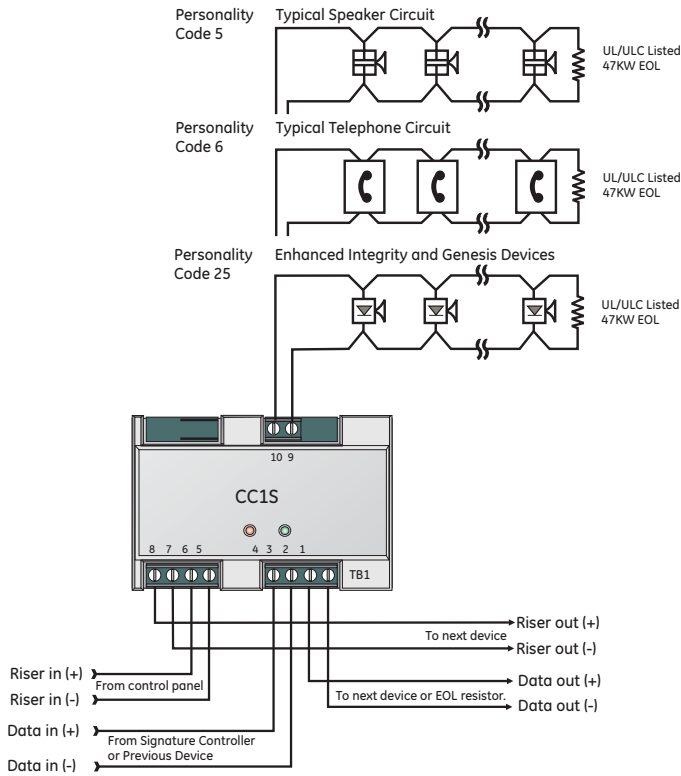 Personality
Code 5
Typical Speaker Circuit
UL/ULC Listed
47KW EOL
Personality
Code 6
Typical Telephone Circuit
UL/ULC Listed
47KW EOL
Personality
Code 25
Enhanced Integrity and Genesis Devices
UL/ULC Listed
47KW EOL
10 9
CC1S
8 7 6 5 4 3 2 1
TB1
Riser out (+)
To next device
Riser out (-)
Riser in (+)
From control panel
Riser in (-)
Data out (+)
To next device or EOL resistor.
Data out (-)
Data in (+)
From Signature Controller
or Previous Device
Data in (-)